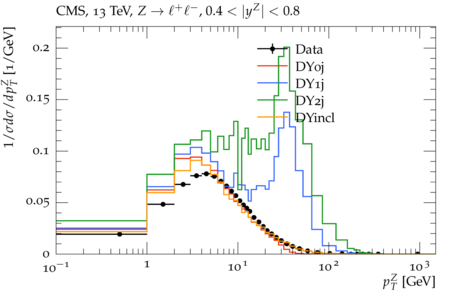 CMS, 13 TeV, Z → ℓ⁺ℓ⁻, 0.4 < |y^Z| < 0.8
1/σdσ/dp_T^Z [1/GeV]
0.2
0.15
0.1
0.05
0
Data
DY0j
DY1j
DY2j
DYincl
10⁻¹ 1 10¹ 10² 10³
p_T^Z [GeV]